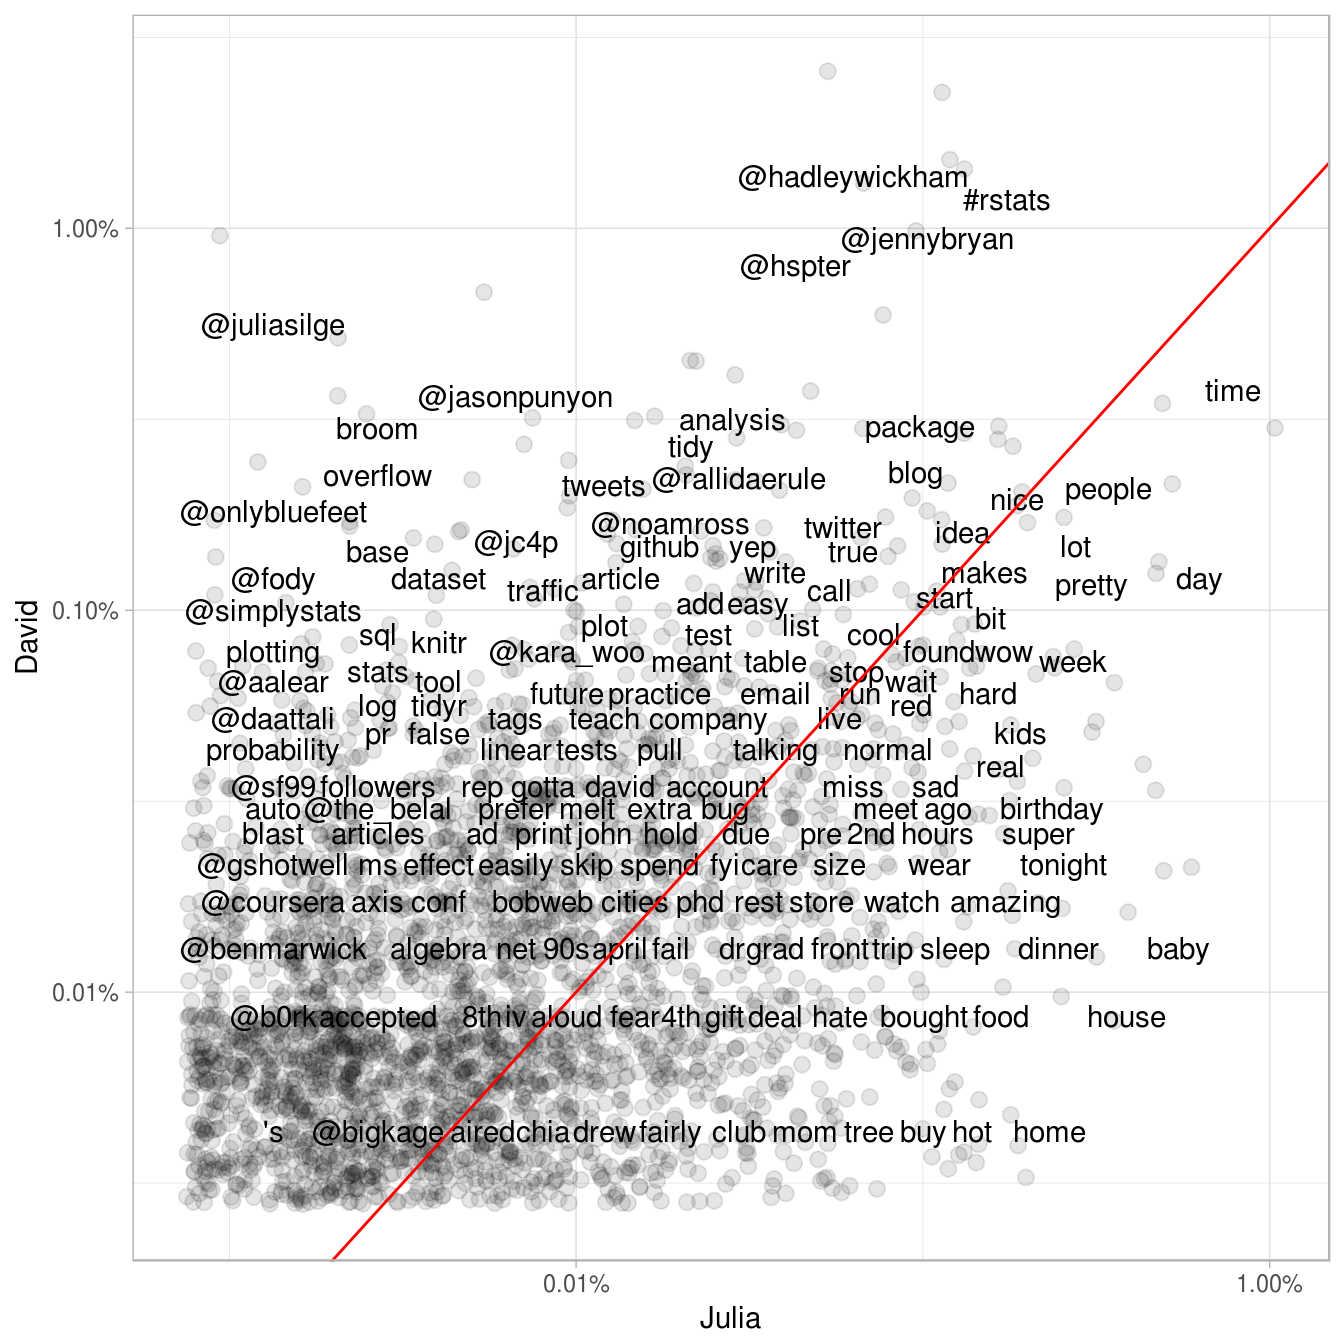 @hadleywickham
#rstats
1.00%
@jennybryan
@hspter
@juliasilge
time
@jasonpunyon
analysis
broom
package
tidy
overflow
@rallidaerule
blog
tweets
nice
people
@onlybluefeet
@noamross
twitter
idea
base
@jc4p
github
yep
true
lot
@fody
dataset
article
write
makes
day
traffic
call
pretty
0.10%
@simplystats
add easy
start
sql
plot
test
list
cool
bit
knitr
plotting
@kara_woo
meant table
found wow
week
stats
stop
@aalear
tool
wait
future practice
email
run
hard
David
log tidyr
red
@daattali
tags
teach company
live
pr false
kids
probability
linear tests pull
talking
normal
real
@sf99 followers rep gotta david account miss sad
auto @the_belal prefer melt extra bug meet ago birthday
blast articles ad print john hold due pre 2nd hours super
@gshotwell ms effect easily skip spend fyi care size wear tonight
@coursera axis conf bob web cities phd rest store watch amazing
@benmarwick algebra net 90s april fail dr grad front trip sleep dinner baby
0.01%
@b0rk accepted 8th iv aloud fear 4th gift deal hate bought food house
's @bigkage aired chia drew fairly club mom tree buy hot home
0.01% 1.00%
Julia